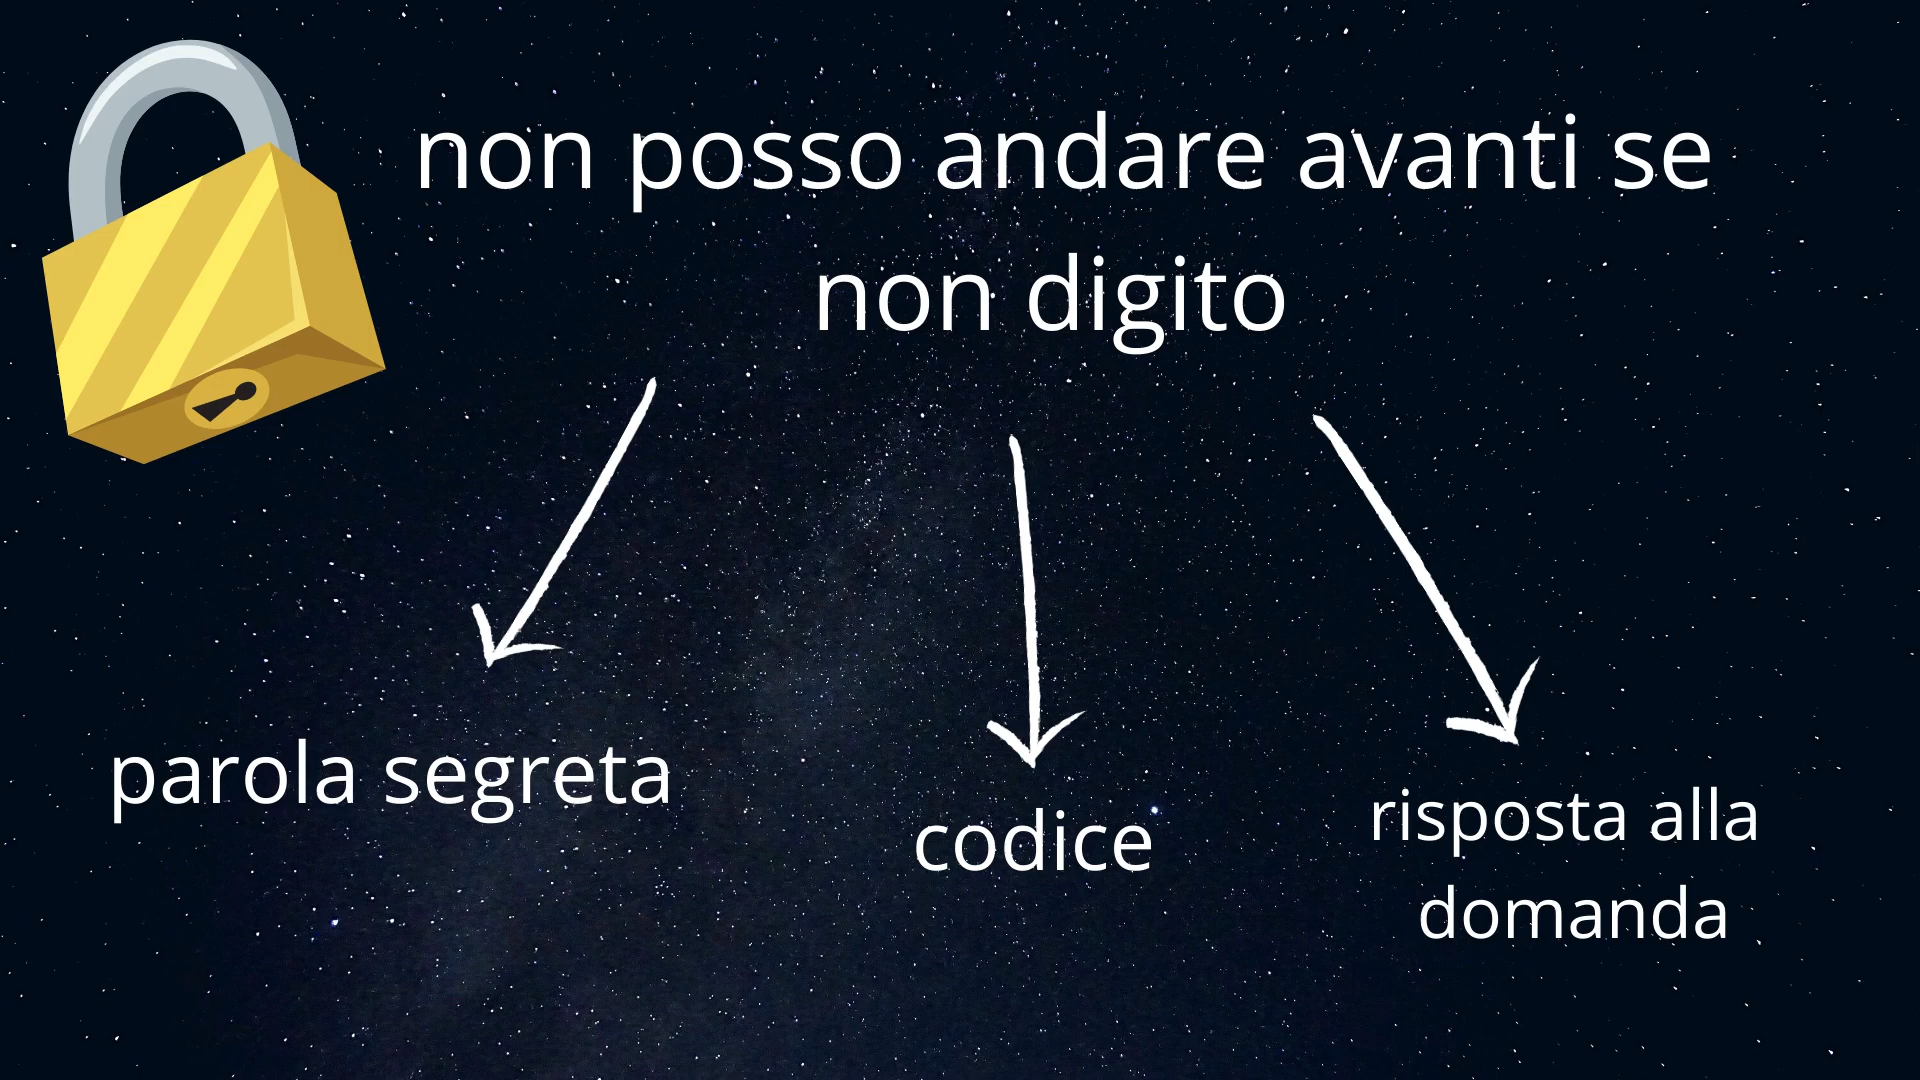 non posso andare avanti se
non digito
parola segreta
codice
risposta alla
domanda